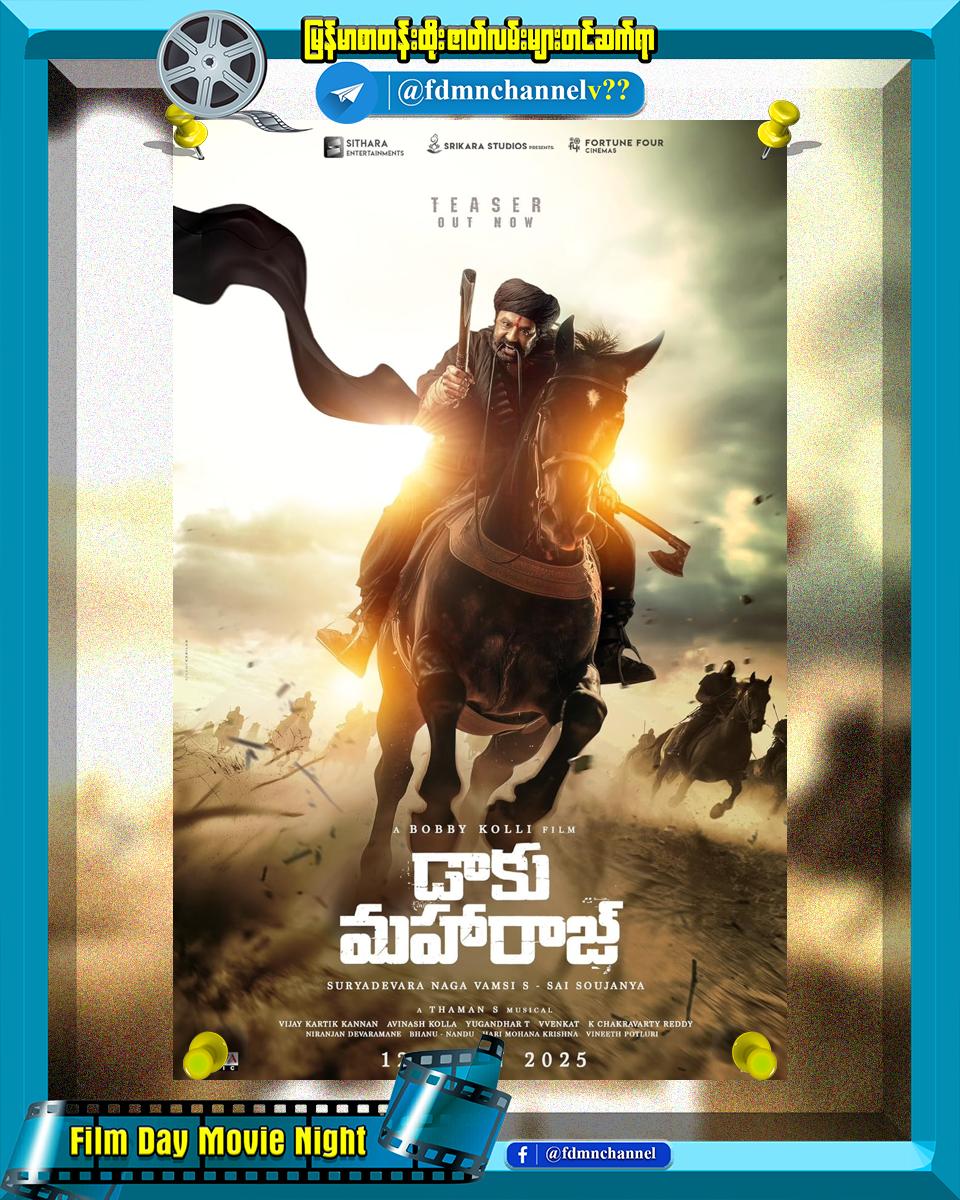 မြန်မာစာတန်းထိုးဇာတ်လမ်းများတင်ဆက်ရာ
@fdmnchannelv??
SITHARA
ENTERTAINMENTS
SRIKARA STUDIOS PRESENTS
FORTUNE FOUR
CINEMAS
TEASER
OUT NOW
A BOBBY KOLLI FILM
డాకు
మహారాజ్
SURYADEVARA NAGA VAMSI S - SAI SOUJANYA
A THAMAN S MUSICAL
VIJAY KARTIK KANNAN AVINASH KOLLA YUGANDHAR T VVENKAT K CHAKRAVARTY REDDY
NIRANJAN DEVARAMANE BHANU - NANDU HARI MOHANA KRISHNA VINEETH POTLURI
12 2025
Film Day Movie Night
@fdmnchannel